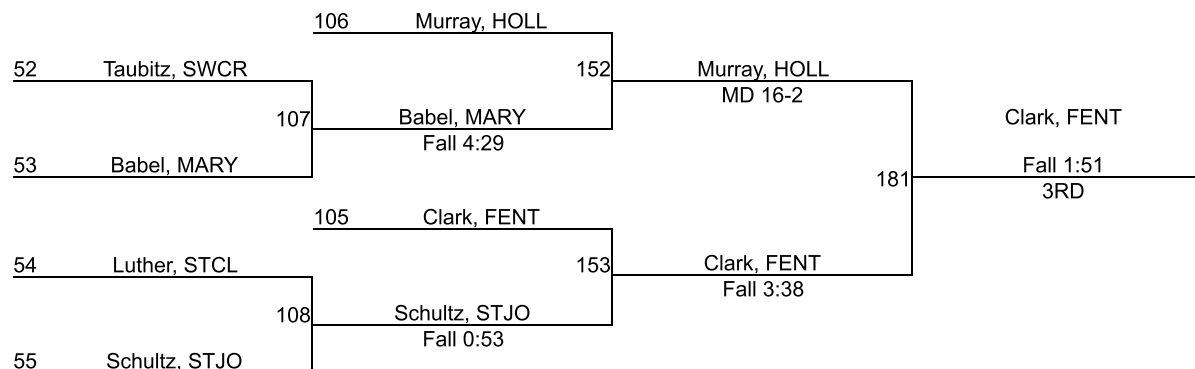 106 Murray, HOLL
52 Taubitz, SWCR
152 Murray, HOLL
MD 16-2
107 Babel, MARY
Fall 4:29
Clark, FENT
53 Babel, MARY
181 Fall 1:51
3RD
105 Clark, FENT
54 Luther, STCL
153 Clark, FENT
Fall 3:38
108 Schultz, STJO
Fall 0:53
55 Schultz, STJO